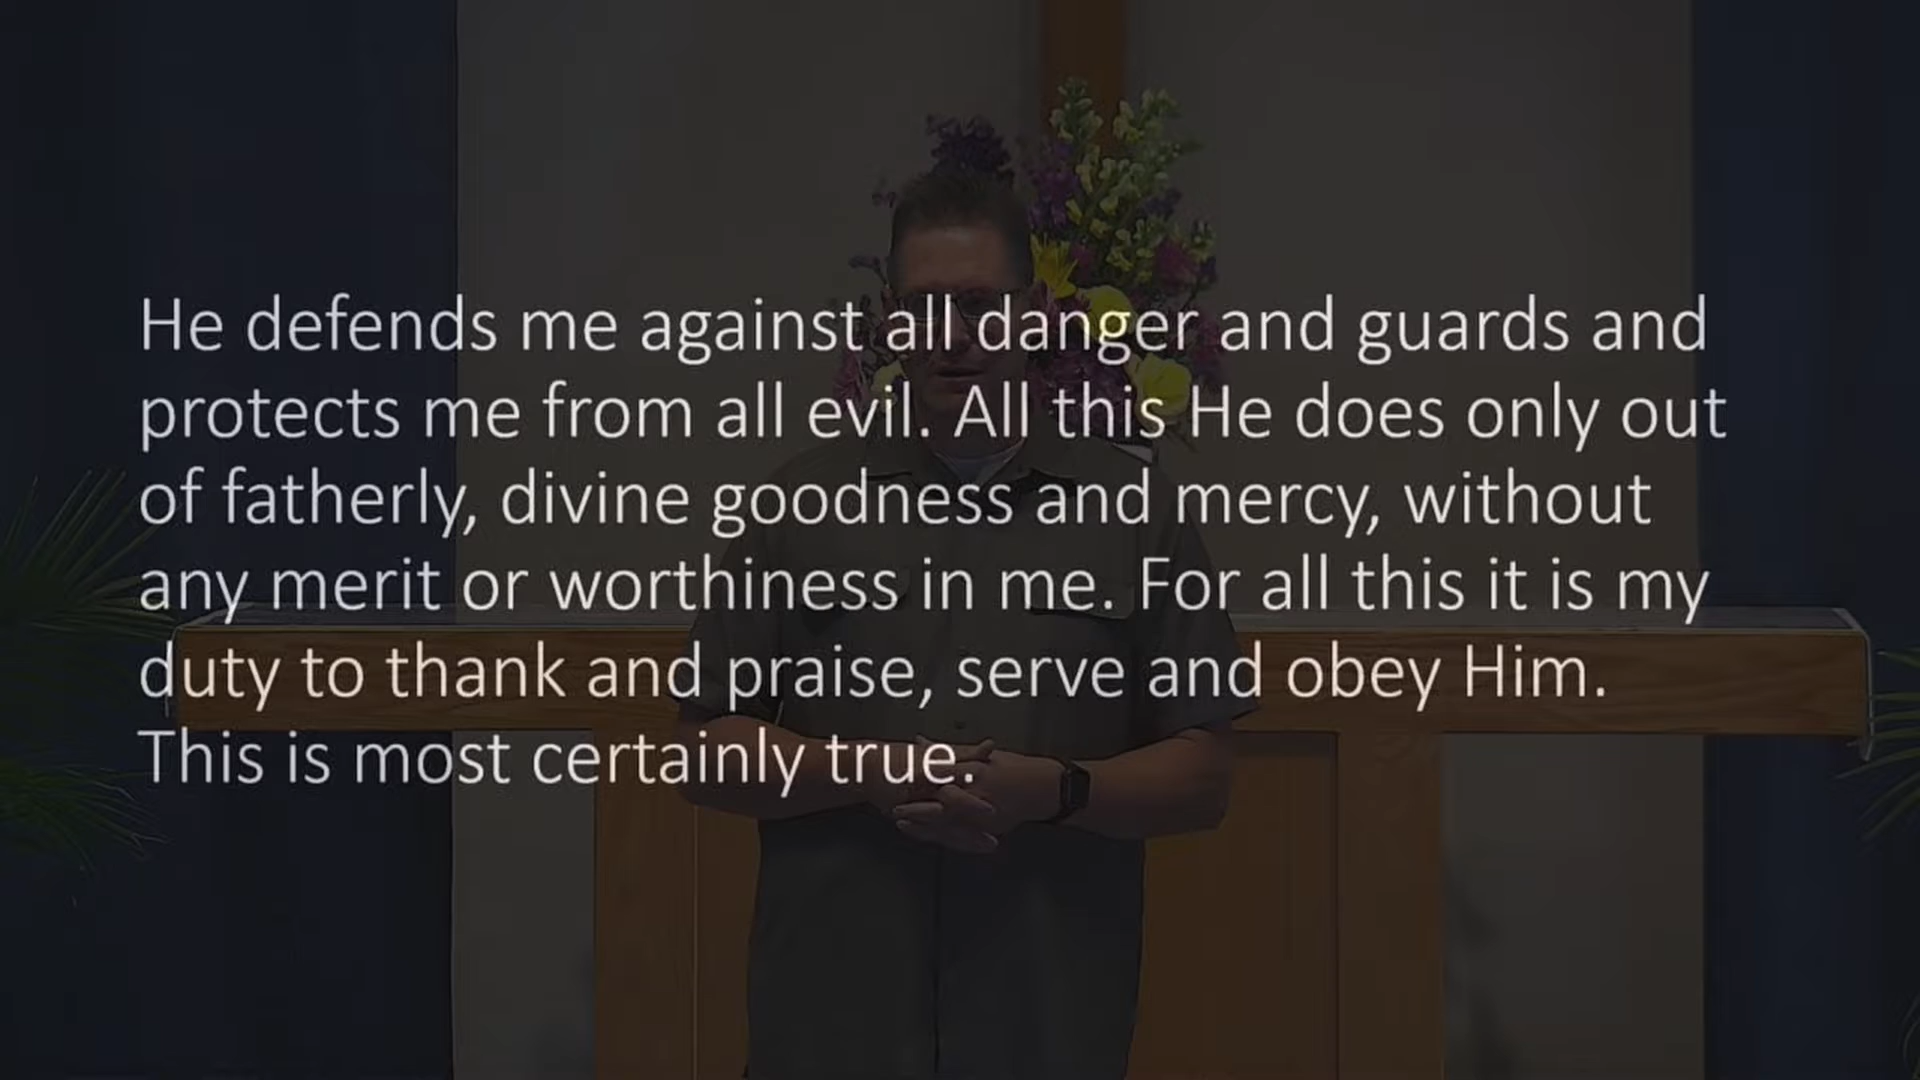 He defends me against all danger and guards and
protects me from all evil. All this He does only out
of fatherly, divine goodness and mercy, without
any merit or worthiness in me. For all this it is my
duty to thank and praise, serve and obey Him.
This is most certainly true.